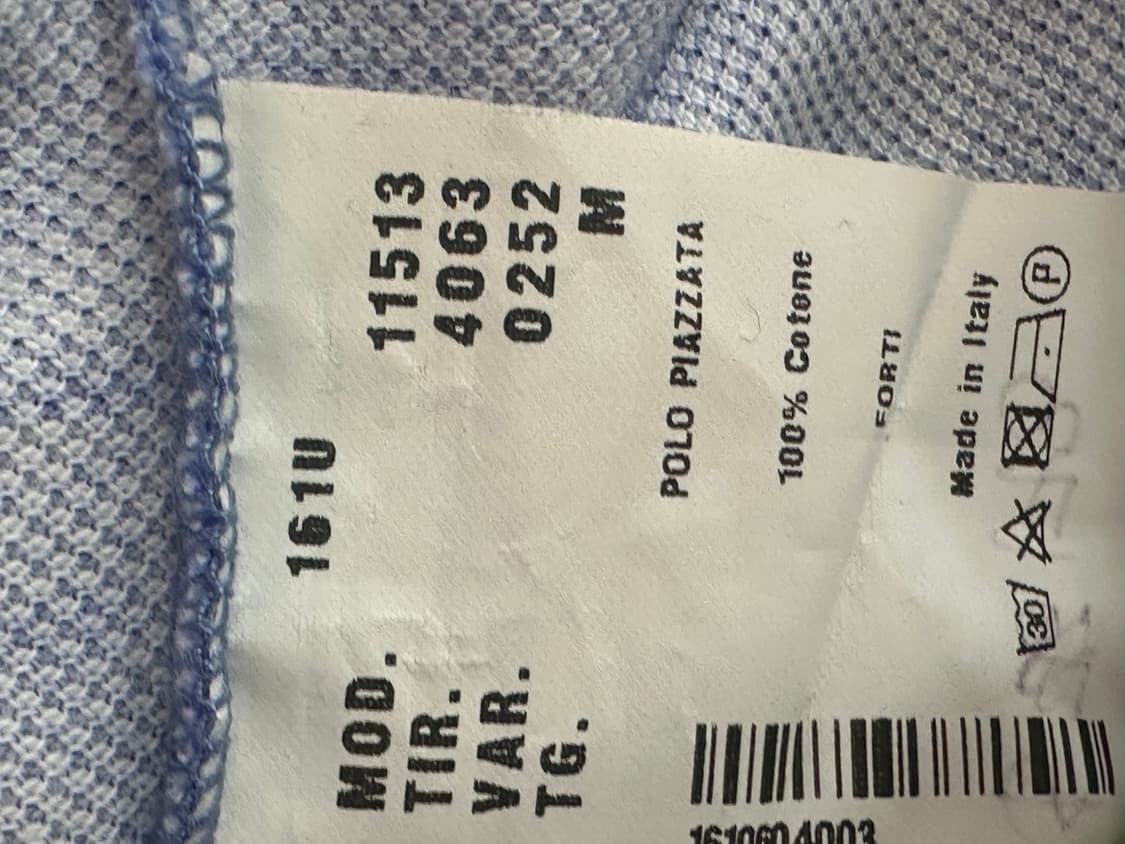 161U
MOD. 11513
TIR. 4063
VAR. 0252
TG. M
POLO PIAZZATA
100% Cotone
FORTI
Made in Italy
30 P